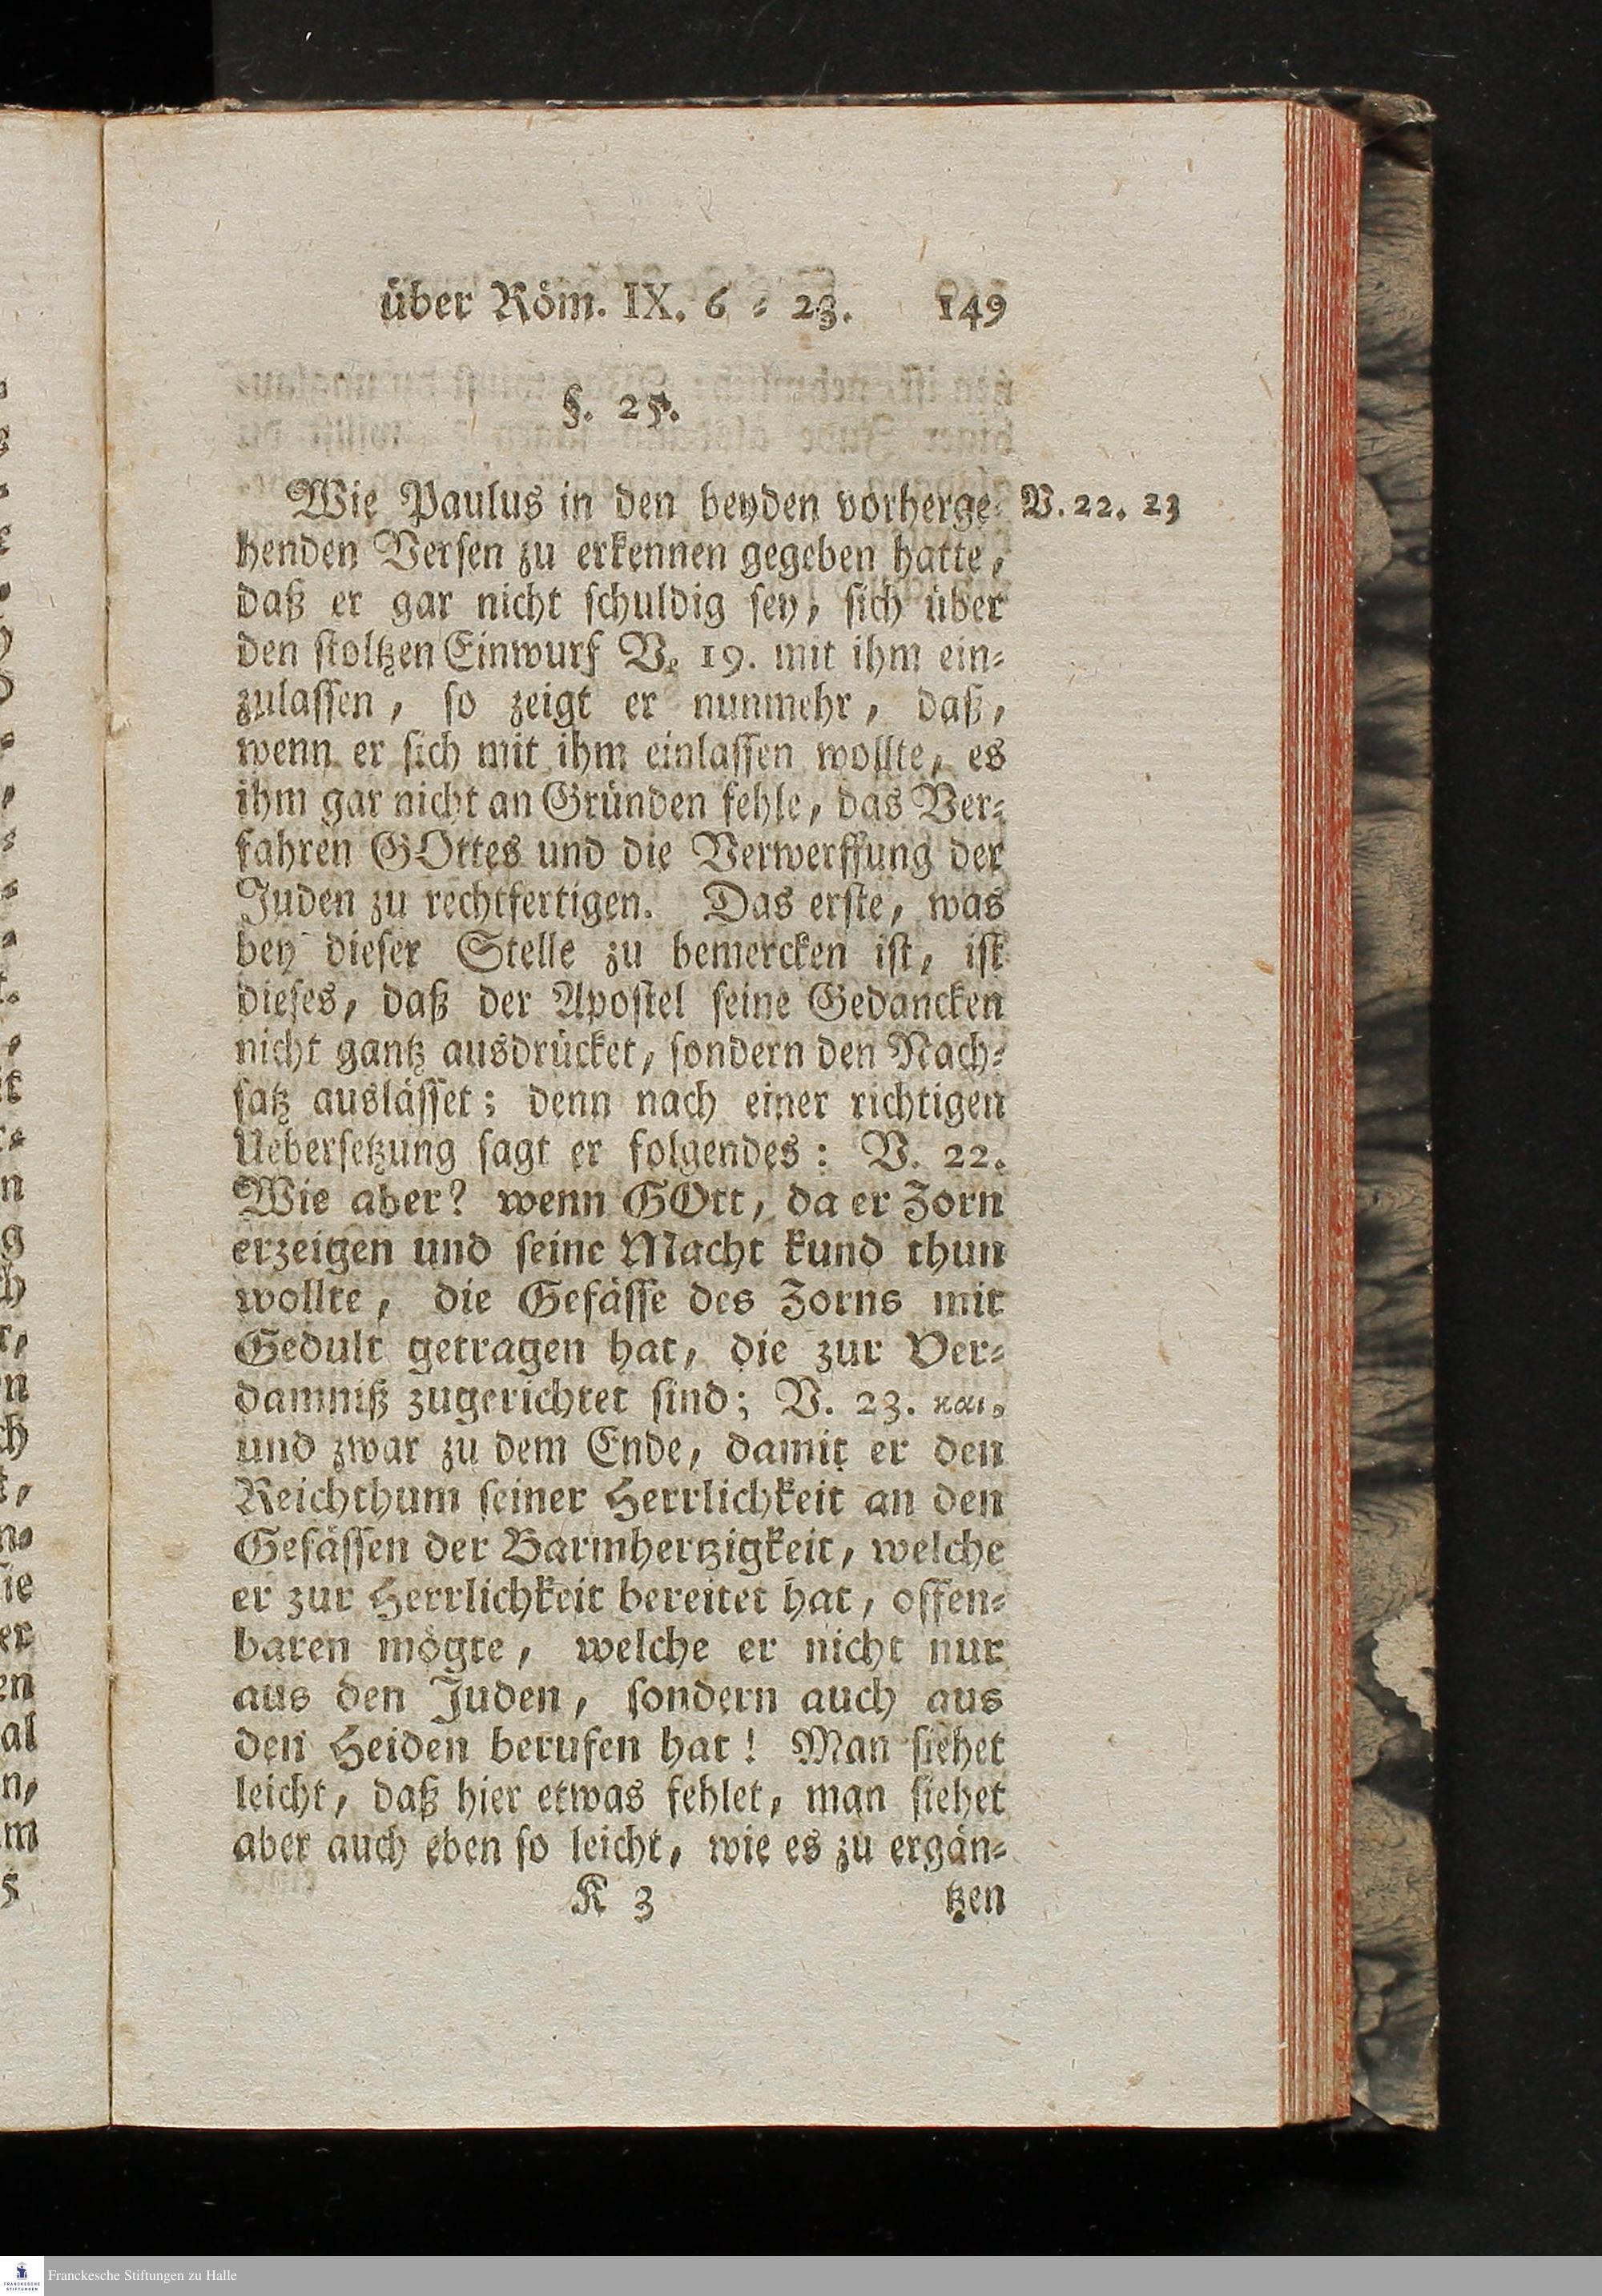 über Röm. IX. 6 - 23. 149
§. 25.
Wie Paulus in den beyden vorherge- V. 22. 23
henden Versen zu erkennen gegeben hatte,
daß er gar nicht schuldig sey, sich über
den stoltzen Einwurf V. 19. mit ihm ein-
zulassen, so zeigt er nunmehr, daß,
wenn er sich mit ihm einlassen wollte, es
ihm gar nicht an Gründen fehle, das Ver-
fahren GOttes und die Verwerffung der
Juden zu rechtfertigen. Das erste, was
bey dieser Stelle zu bemercken ist, ist
dieses, daß der Apostel seine Gedancken
nicht gantz ausdrücket, sondern den Nach-
satz auslässet; denn nach einer richtigen
Uebersetzung sagt er folgendes: V. 22.
Wie aber? wenn GOtt, da er Zorn
erzeigen und seine Macht kund thun
wollte, die Gefässe des Zorns mit
Gedult getragen hat, die zur Ver-
damniß zugerichtet sind; V. 23. και,
und zwar zu dem Ende, damit er den
Reichthum seiner Herrlichkeit an den
Gefässen der Barmhertzigkeit, welche
er zur Herrlichkeit bereitet hat, offen-
baren mögte, welche er nicht nur
aus den Juden, sondern auch aus
den Heiden berufen hat! Man siehet
leicht, daß hier etwas fehlet, man siehet
aber auch eben so leicht, wie es zu ergän-
K 3 tzen
Franckesche Stiftungen zu Halle